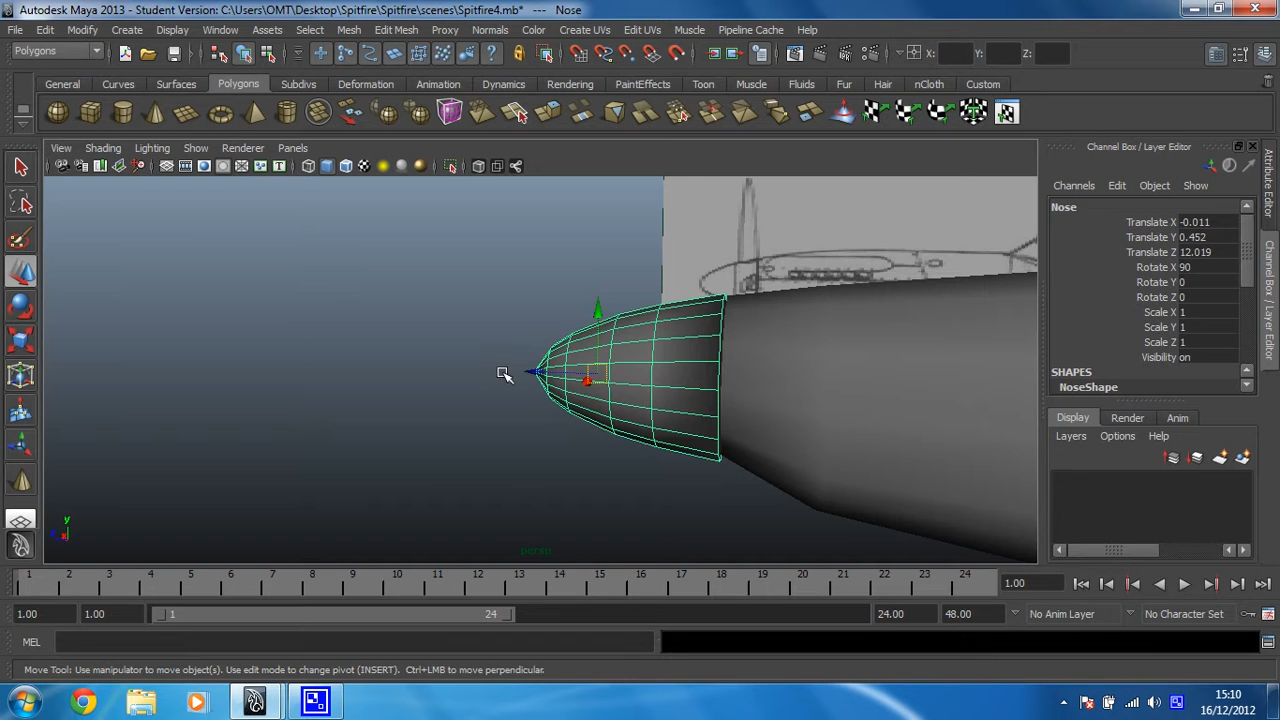 Autodesk Maya 2013 - Student Version: C:\Users\OMT\Desktop\Spitfire\Spitfire\scenes\Spitfire4.mb* --- Nose
File Edit Modify Create Display Window Assets Select Mesh Edit Mesh Proxy Normals Color Create UVs Edit UVs Muscle Pipeline Cache Help
Polygons
X: Y: Z:
General Curves Surfaces Polygons Subdivs Deformation Animation Dynamics Rendering PaintEffects Toon Muscle Fluids Fur Hair nCloth Custom
View Shading Lighting Show Renderer Panels
Channel Box / Layer Editor
Channels Edit Object Show
Nose
Translate X -0.011
Translate Y 0.452
Translate Z 12.019
Rotate X 90
Rotate Y 0
Rotate Z 0
Scale X 1
Scale Y 1
Scale Z 1
Visibility on
SHAPES
NoseShape
Display Render Anim
Layers Options Help
Attribute Editor
Channel Box / Layer Editor
y
x
persp
1 2 3 4 5 6 7 8 9 10 11 12 13 14 15 16 17 18 19 20 21 22 23 24
1.00
1.00 1.00 1 24 24.00 48.00 No Anim Layer No Character Set
MEL
Move Tool: Use manipulator to move object(s). Use edit mode to change pivot (INSERT). Ctrl+LMB to move perpendicular.
15:10
16/12/2012